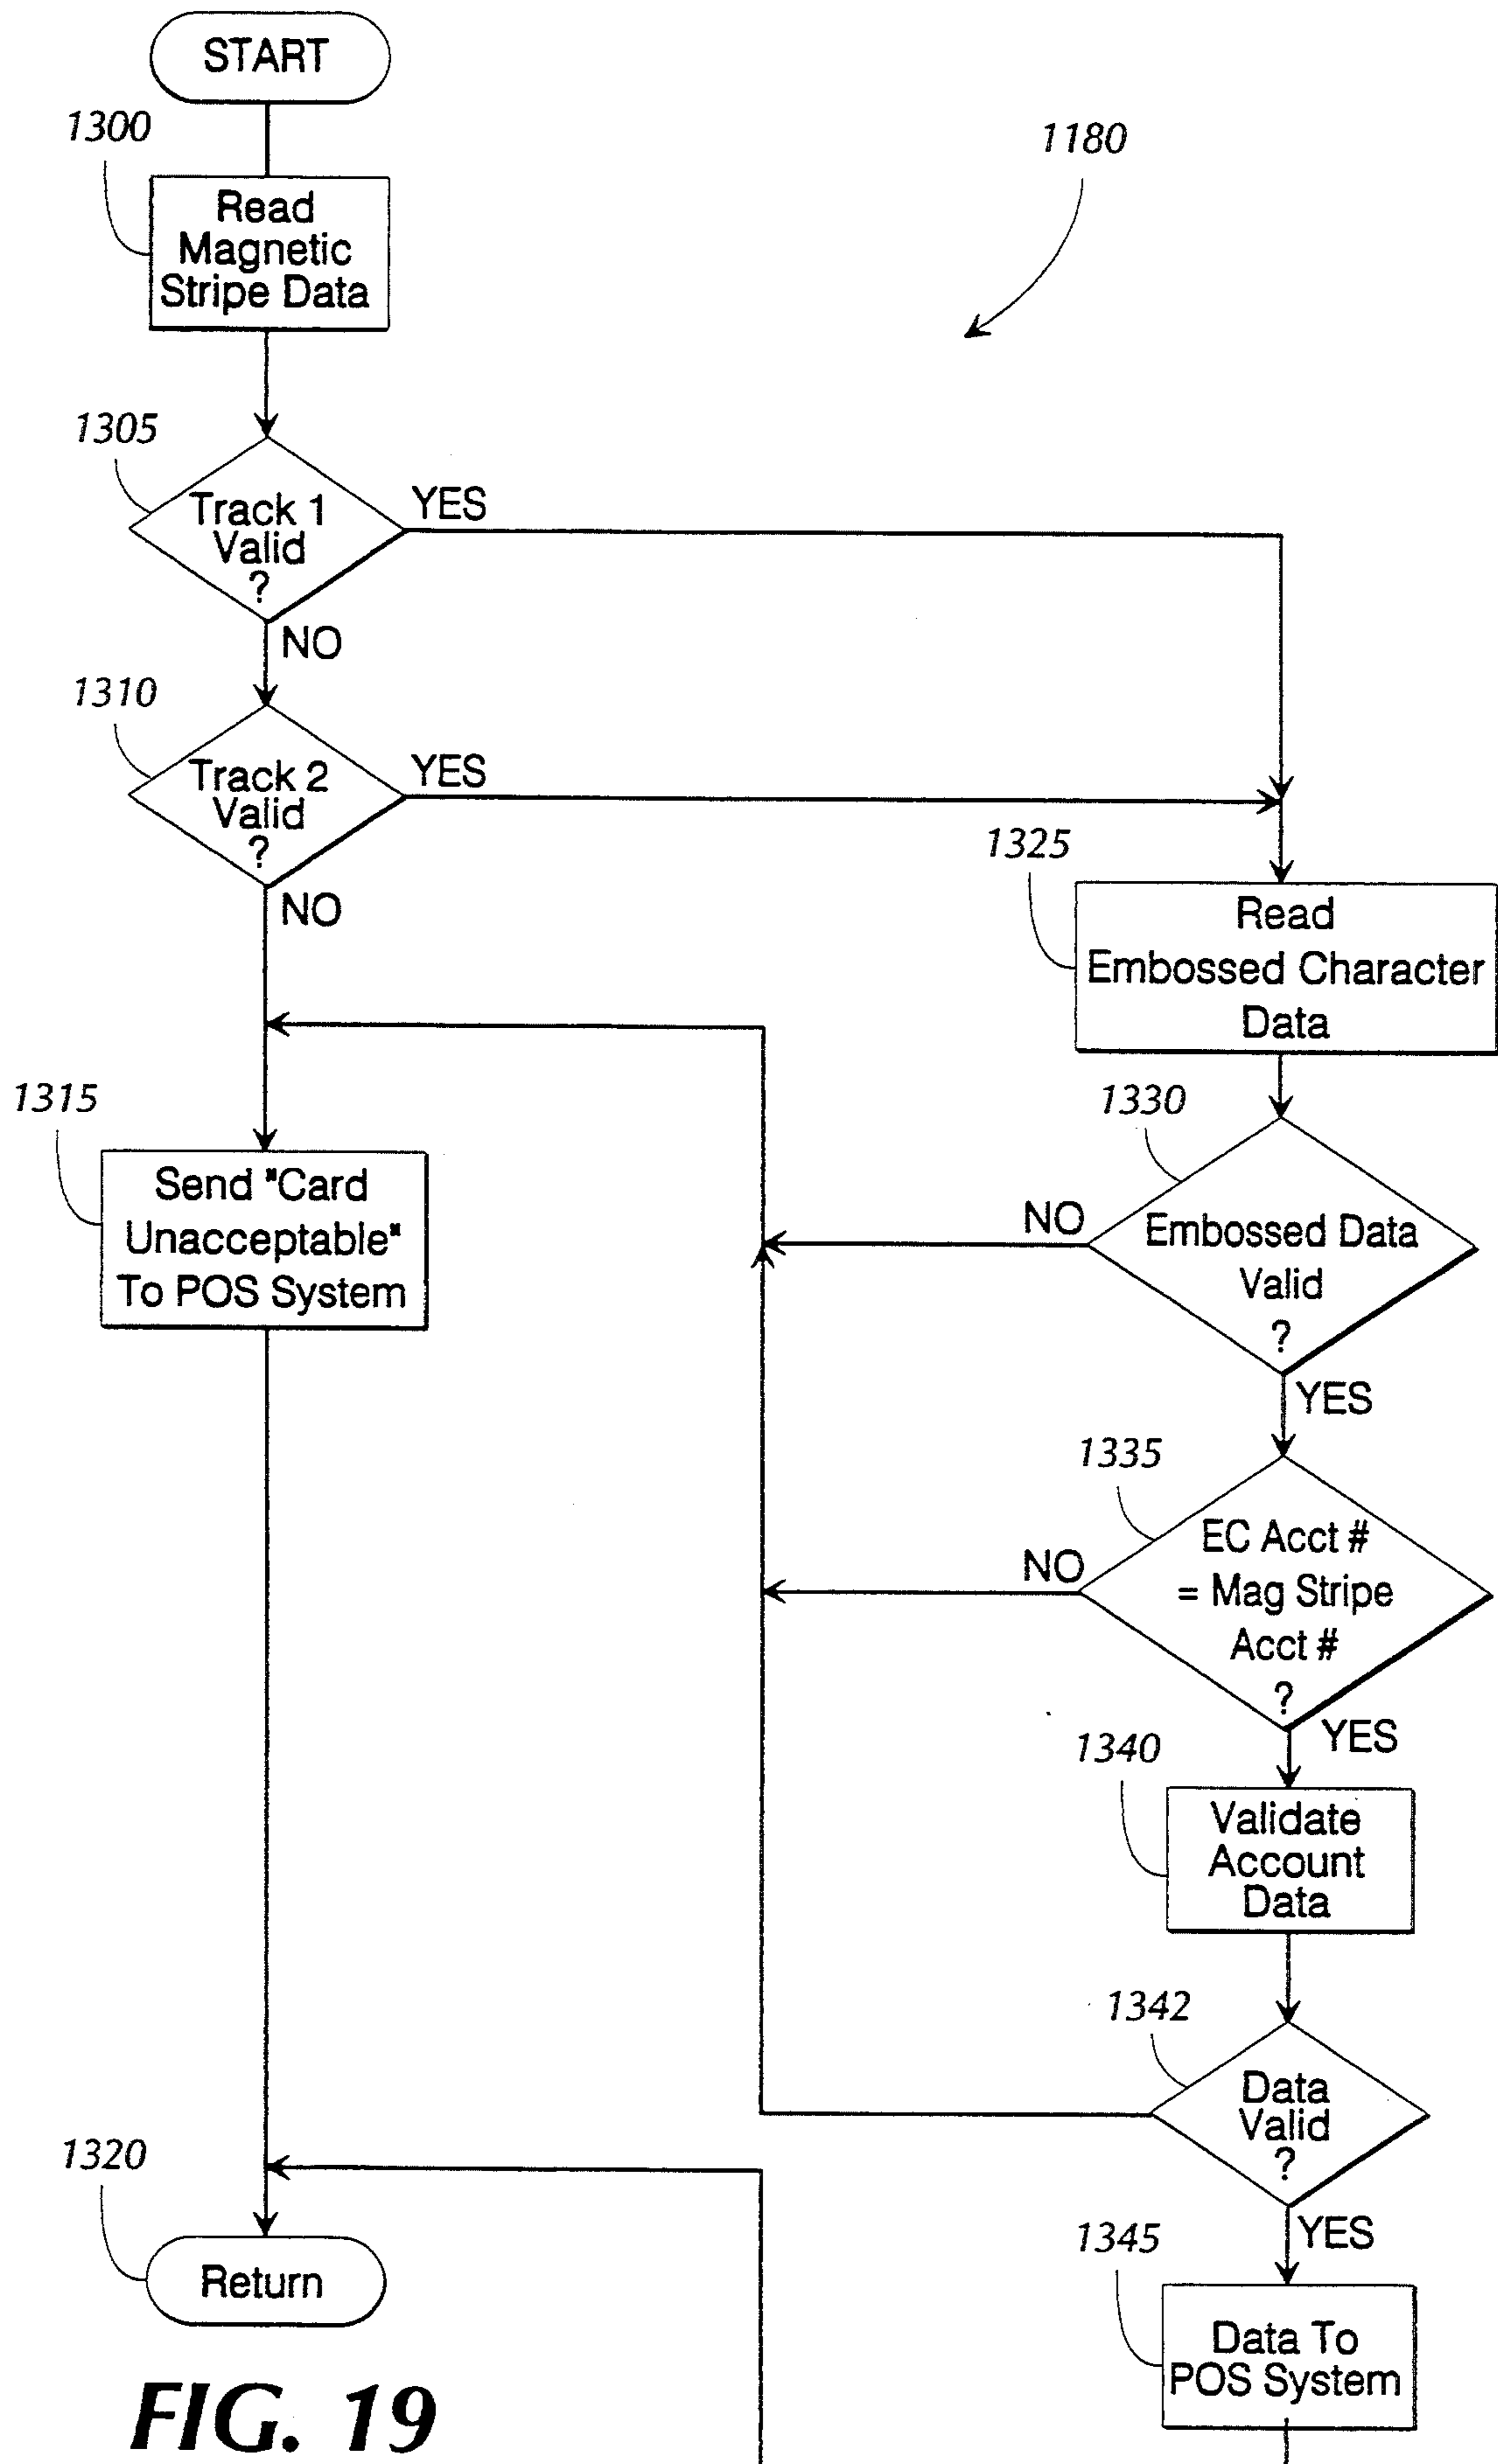 START
1300
1180
Read
Magnetic
Stripe Data
1305
Track 1
Valid
?
YES
NO
1310
Track 2
Valid
?
YES
NO
1325
Read
Embossed Character
Data
1315
Send "Card
Unacceptable"
To POS System
1330
Embossed Data
Valid
?
NO
YES
1335
EC Acct #
= Mag Stripe
Acct #
?
NO
YES
1340
Validate
Account
Data
1342
Data
Valid
?
YES
1320
Return
1345
Data To
POS System
FIG. 19